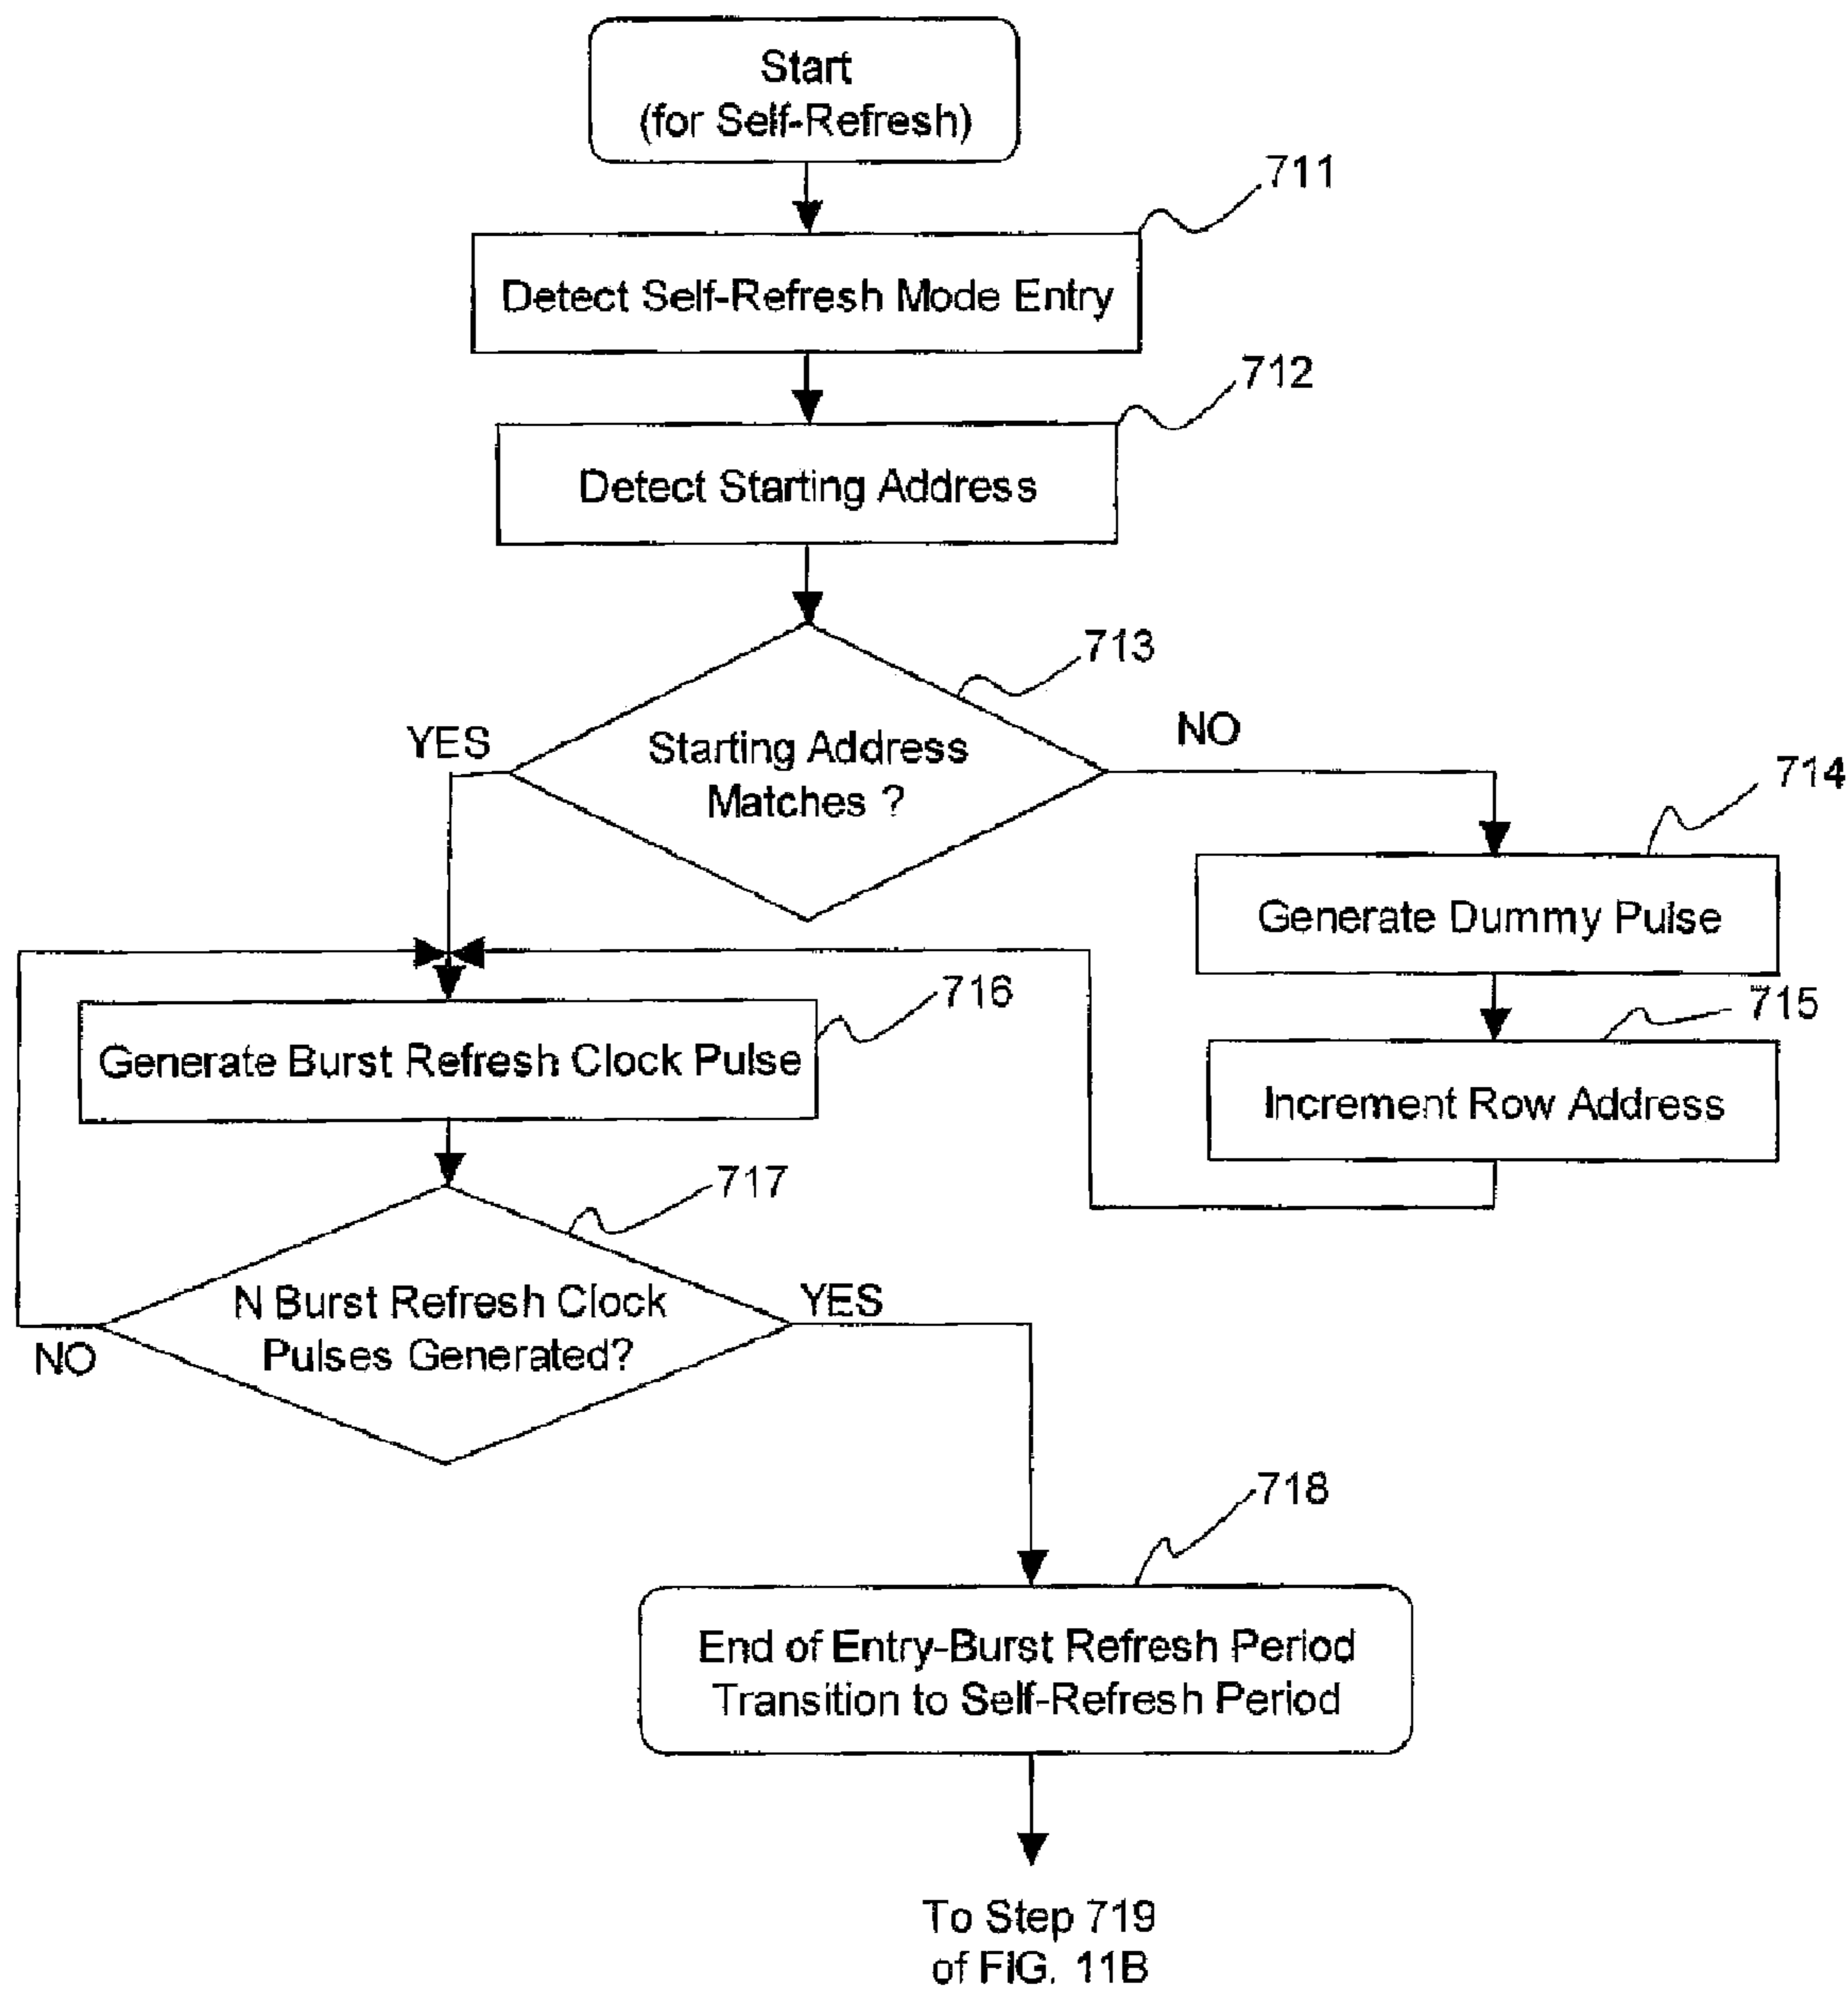 Start
(for Self-Refresh)
711
Detect Self-Refresh Mode Entry
712
Detect Starting Address
713
YES
NO
Starting Address
Matches ?
714
Generate Dummy Pulse
715
Increment Row Address
716
Generate Burst Refresh Clock Pulse
717
N Burst Refresh Clock
Pulses Generated?
YES
NO
718
End of Entry-Burst Refresh Period
Transition to Self-Refresh Period
To Step 719
of FIG. 11B